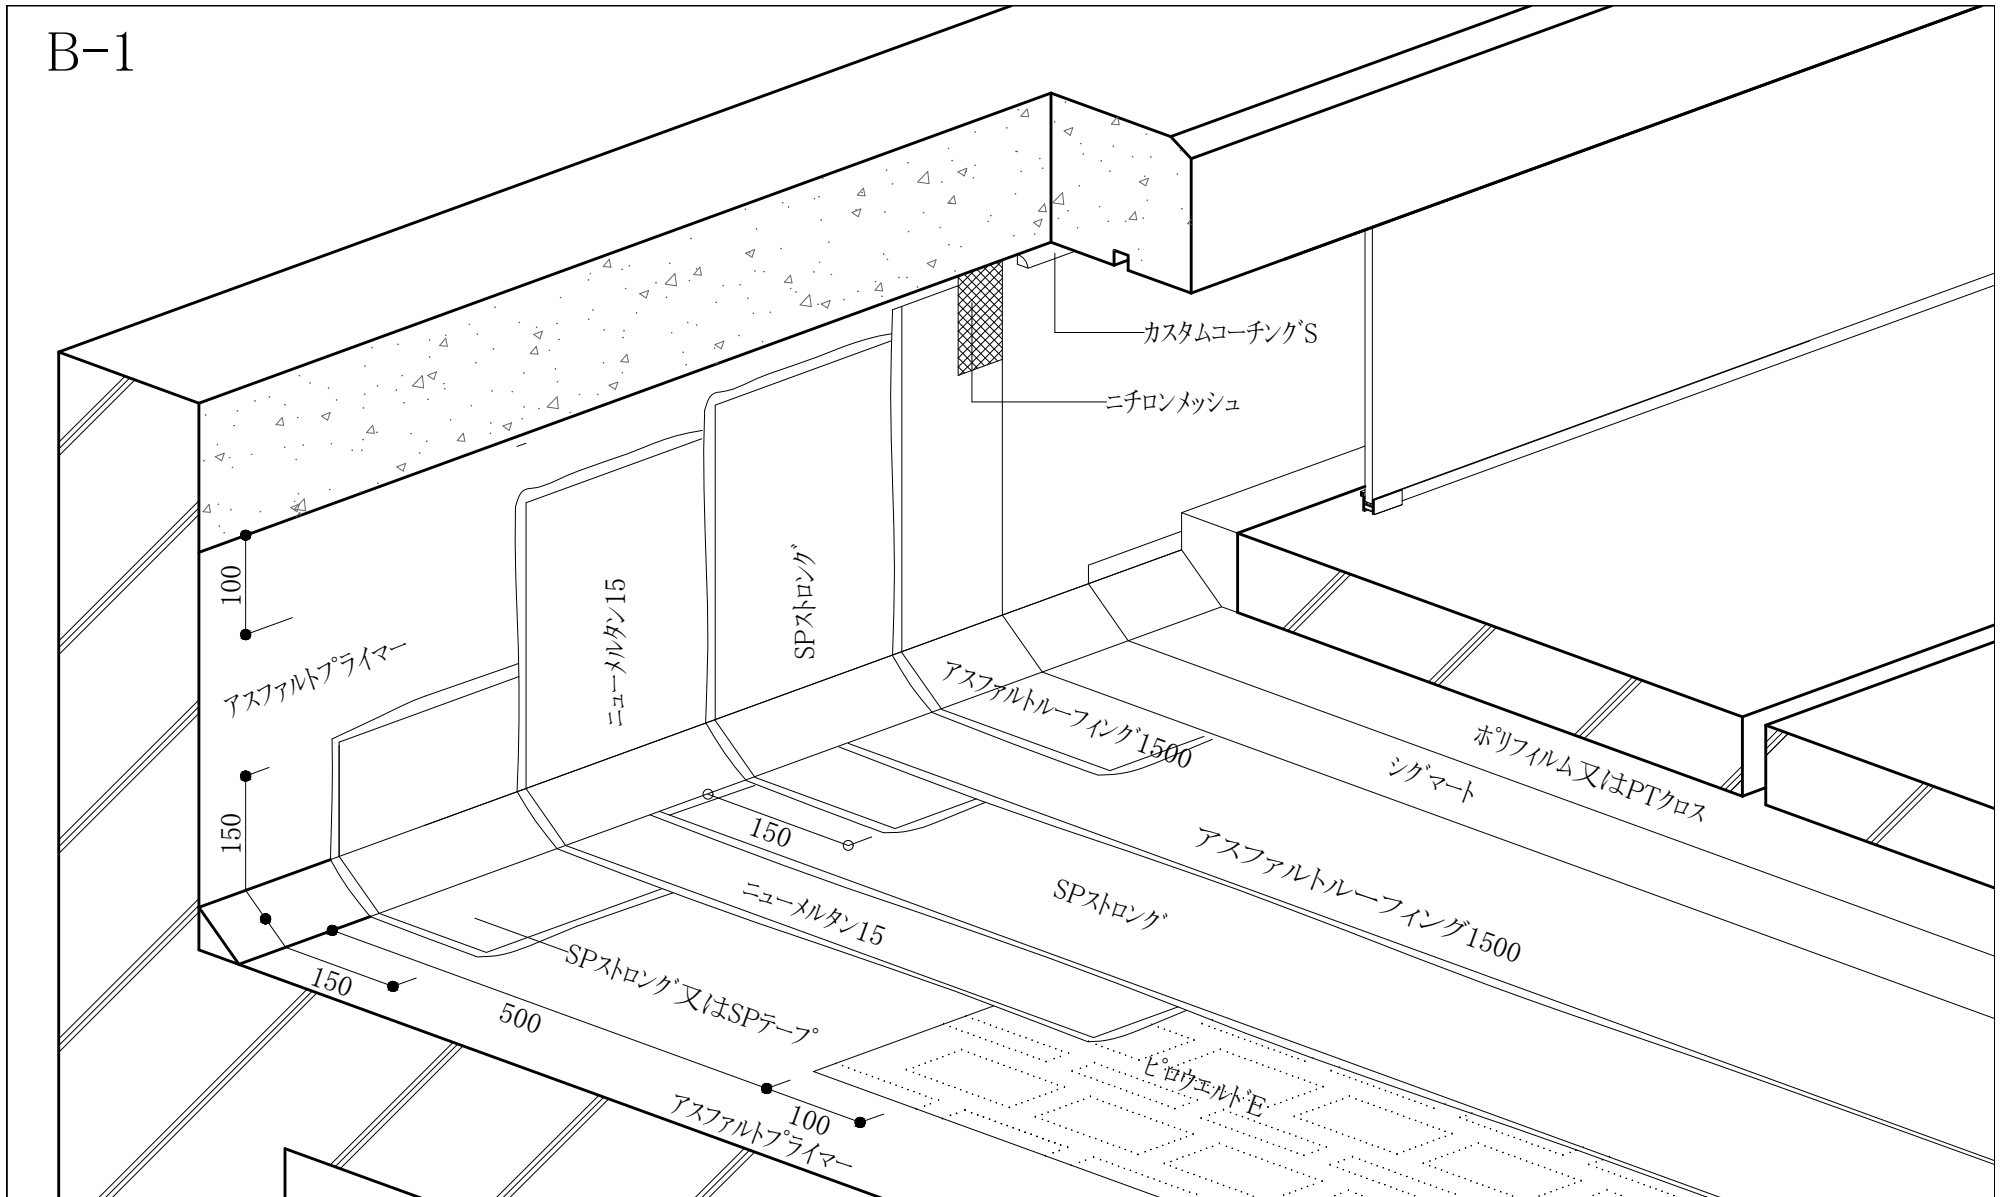 B-1
カスタムコーチングS
ニチロンメッシュ
100
アスファルトプライマー
ニューメルタン15
SPストロング
アスファルトルーフィング1500
ポリフィルム又はPTクロス
シグマート
150
150
アスファルトルーフィング1500
SPストロング
ニューメルタン15
SPストロング又はSPテープ
150
500
ピロウエルドE
100
アスファルトプライマー